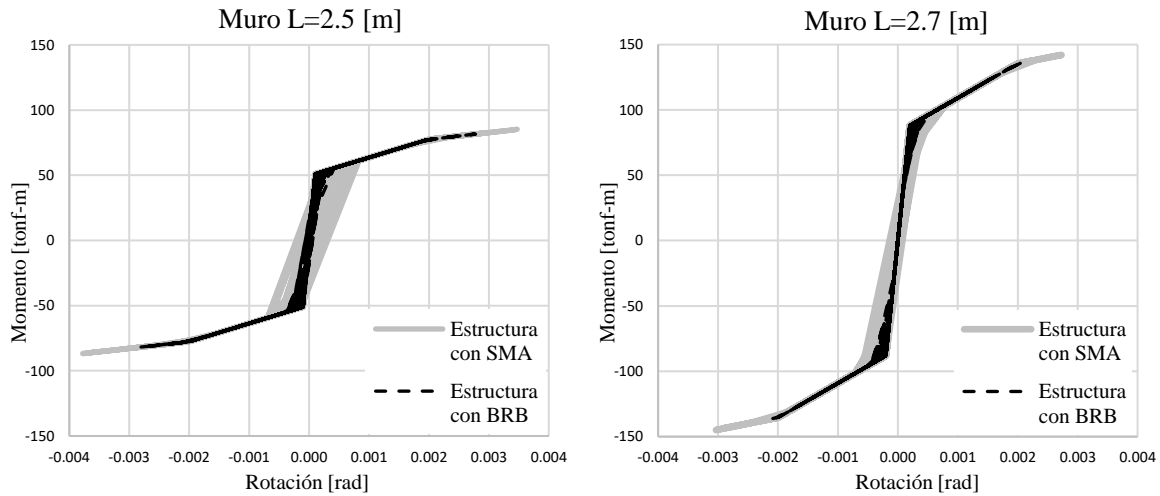 Muro L=2.5 [m]
150
100
50
0
-50
-100
-150
-0.004
-0.003
-0.002
-0.001
0.000
0.001
0.002
0.003
0.004
Momento [tonf-m]
Rotación [rad]
Estructura
con SMA
Estructura
con BRB
Muro L=2.7 [m]
150
100
50
0
-50
-100
-150
-0.004
-0.003
-0.002
-0.001
0.000
0.001
0.002
0.003
0.004
Momento [tonf-m]
Rotación [rad]
Estructura
con SMA
Estructura
con BRB